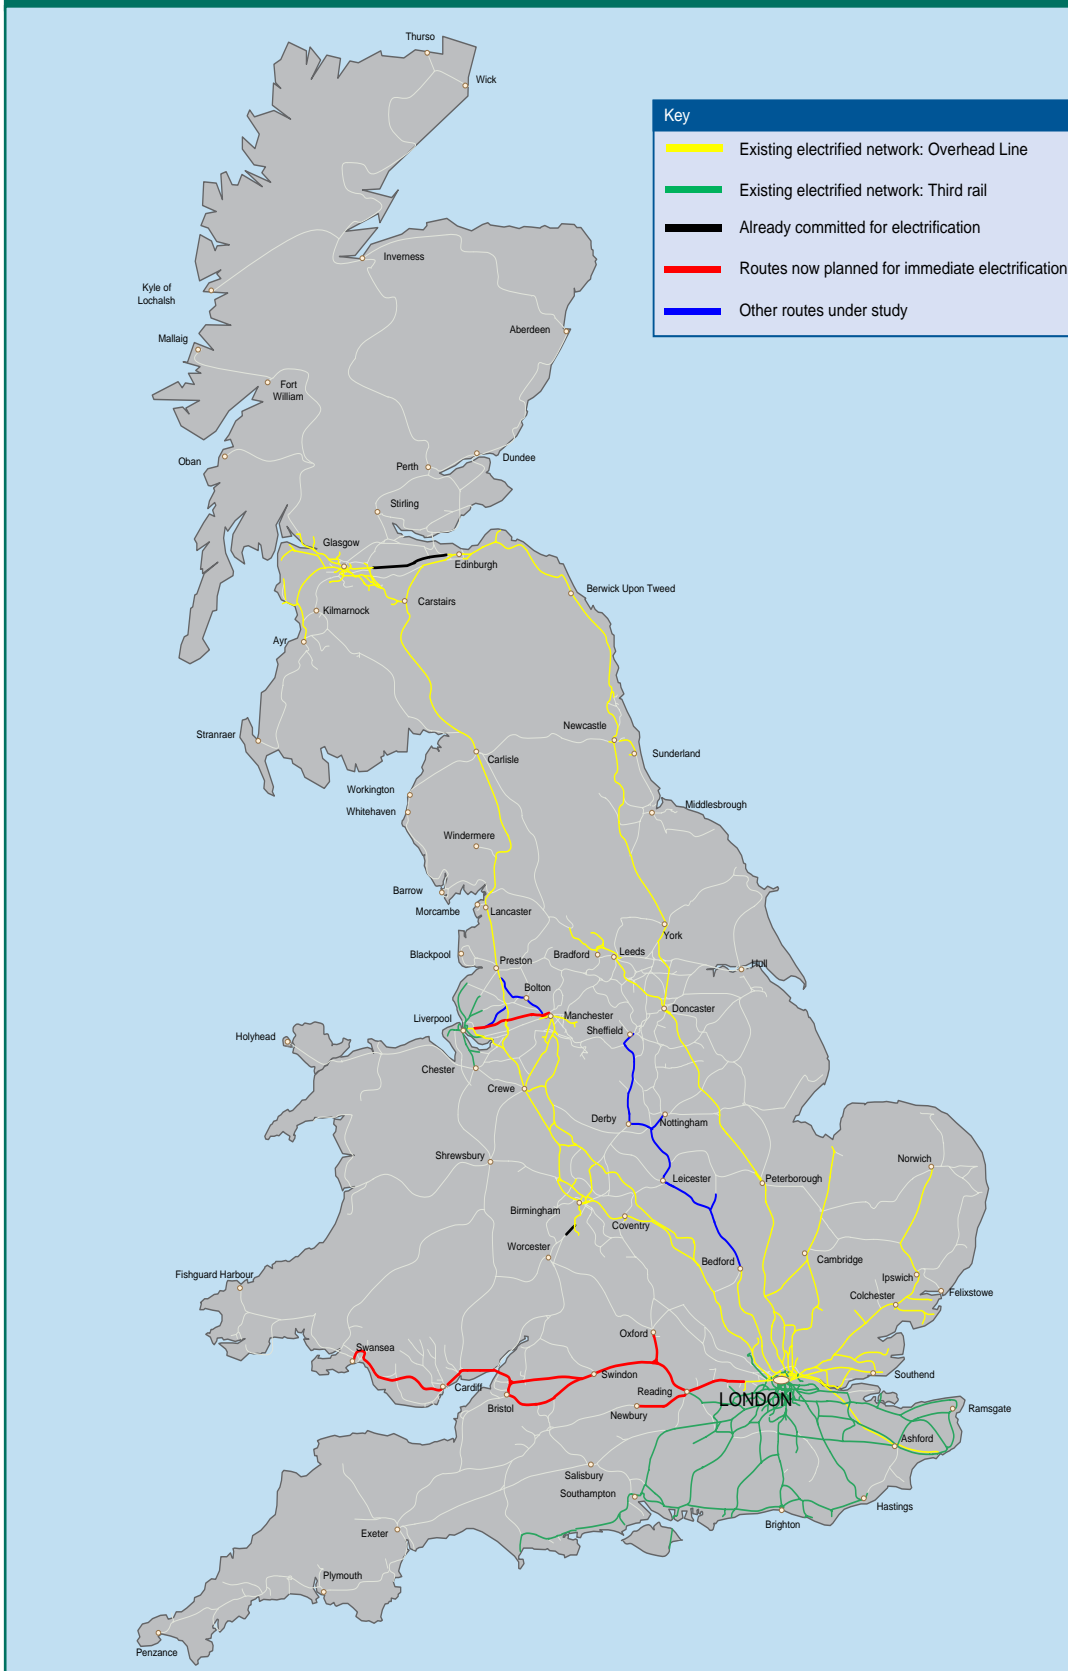 Thurso
Wick
Key
Existing electrified network: Overhead Line
Existing electrified network: Third rail
Already committed for electrification
Routes now planned for immediate electrification
Other routes under study
Inverness
Kyle of
Lochalsh
Aberdeen
Mallaig
Fort
William
Oban
Perth
Dundee
Stirling
Glasgow
Edinburgh
Berwick Upon Tweed
Carstairs
Kilmarnock
Ayr
Stranraer
Newcastle
Sunderland
Carlisle
Workington
Whitehaven
Middlesbrough
Windermere
Barrow
Morcambe
Lancaster
York
Blackpool
Preston
Bradford
Leeds
Hull
Bolton
Liverpool
Manchester
Doncaster
Sheffield
Holyhead
Chester
Crewe
Derby
Nottingham
Shrewsbury
Norwich
Leicester
Peterborough
Birmingham
Coventry
Worcester
Bedford
Cambridge
Fishguard Harbour
Ipswich
Colchester
Felixstowe
Oxford
Swansea
Swindon
Southend
Cardiff
Reading
LONDON
Bristol
Newbury
Ramsgate
Ashford
Salisbury
Southampton
Hastings
Brighton
Exeter
Plymouth
Penzance